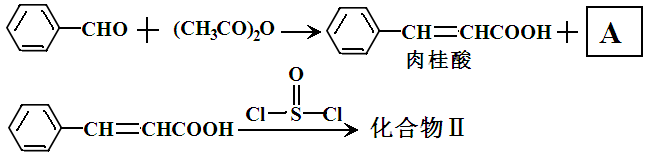 CHO + (CH₃CO)₂O → CH=CHCOOH + A
肉桂酸
O
Cl S Cl
CH=CHCOOH → 化合物Ⅱ